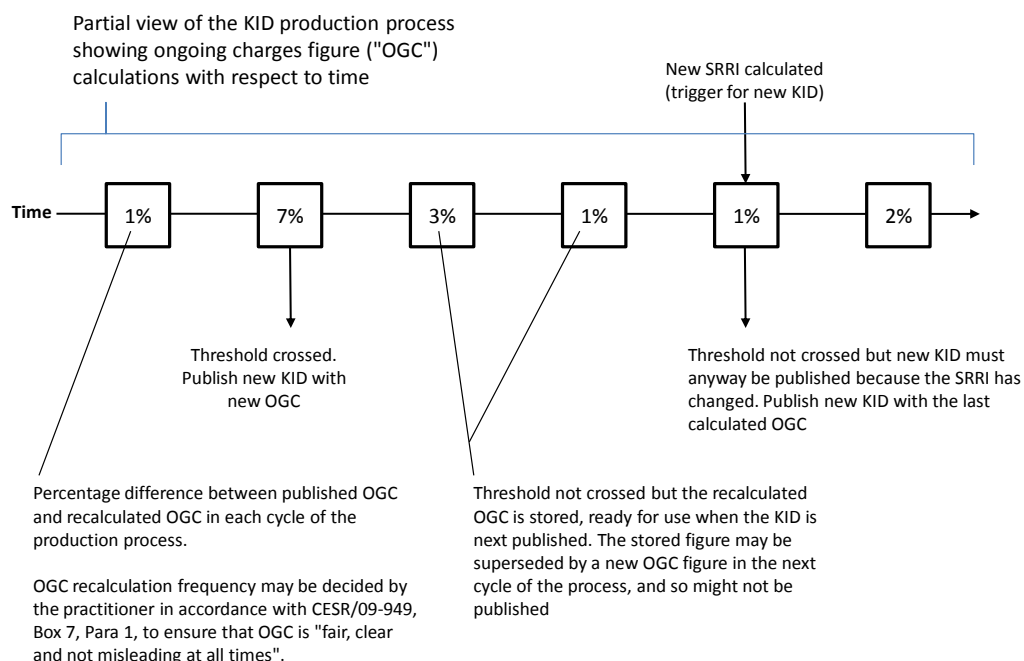 Partial view of the KID production process
showing ongoing charges figure ("OGC")
calculations with respect to time
New SRRI calculated
(trigger for new KID)
Time
1%
7%
3%
1%
1%
2%
Threshold crossed.
Publish new KID with
new OGC
Threshold not crossed but new KID must
anyway be published because the SRRI has
changed. Publish new KID with the last
calculated OGC
Percentage difference between published OGC
and recalculated OGC in each cycle of the
production process.
OGC recalculation frequency may be decided by
the practitioner in accordance with CESR/09-949,
Box 7, Para 1, to ensure that OGC is "fair, clear
and not misleading at all times".
Threshold not crossed but the recalculated
OGC is stored, ready for use when the KID is
next published. The stored figure may be
superseded by a new OGC figure in the next
cycle of the process, and so might not be
published